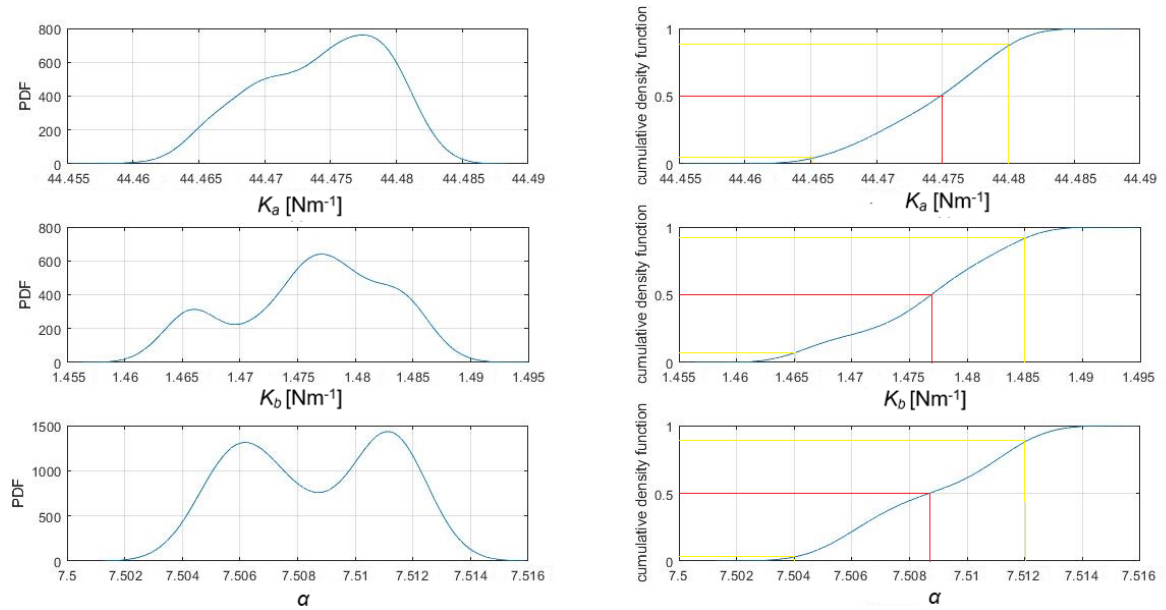 800
600
400
200
0
PDF
44.455 44.46 44.465 44.47 44.475 44.48 44.485 44.49
Ka [Nm-1]
cumulative density function
1
0.5
0
44.455 44.46 44.465 44.47 44.475 44.48 44.485 44.49
Ka [Nm-1]
800
600
400
200
0
PDF
1.455 1.46 1.465 1.47 1.475 1.48 1.485 1.49 1.495
Kb [Nm-1]
cumulative density function
1
0.5
0
1.455 1.46 1.465 1.47 1.475 1.48 1.485 1.49 1.495
Kb [Nm-1]
1500
1000
500
0
PDF
7.5 7.502 7.504 7.506 7.508 7.51 7.512 7.514 7.516
α
cumulative density function
1
0.5
0
7.5 7.502 7.504 7.506 7.508 7.51 7.512 7.514 7.516
α